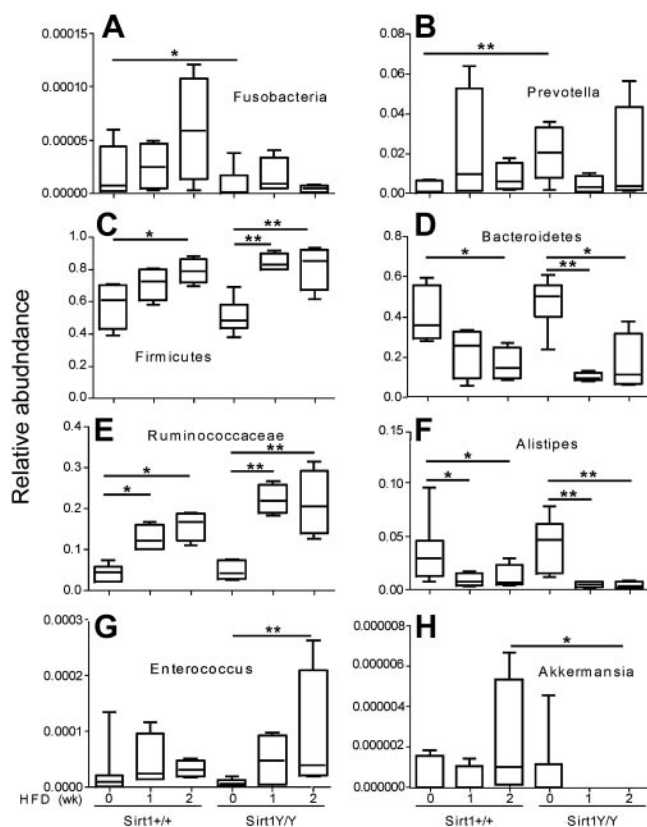 Relative abudndance
A
0.00015
0.00010
0.00005
0.00000
*
Fusobacteria
B
0.08
0.06
0.04
0.02
0.00
**
Prevotella
C
1.0
0.8
0.6
0.4
0.2
0.0
*
**
**
Firmicutes
D
0.8
0.6
0.4
0.2
0.0
Bacteroidetes
*
*
**
E
0.4
0.3
0.2
0.1
0.0
Ruminococcaceae
*
*
**
**
F
0.15
0.10
0.05
0.00
Alistipes
*
*
**
**
G
0.0003
0.0002
0.0001
0.0000
**
Enterococcus
H
0.000008
0.000006
0.000004
0.000002
0.000000
*
Akkermansia
HFD (wk) 0 1 2 0 1 2 0 1 2 0 1 2
Sirt1+/+ Sirt1Y/Y Sirt1+/+ Sirt1Y/Y